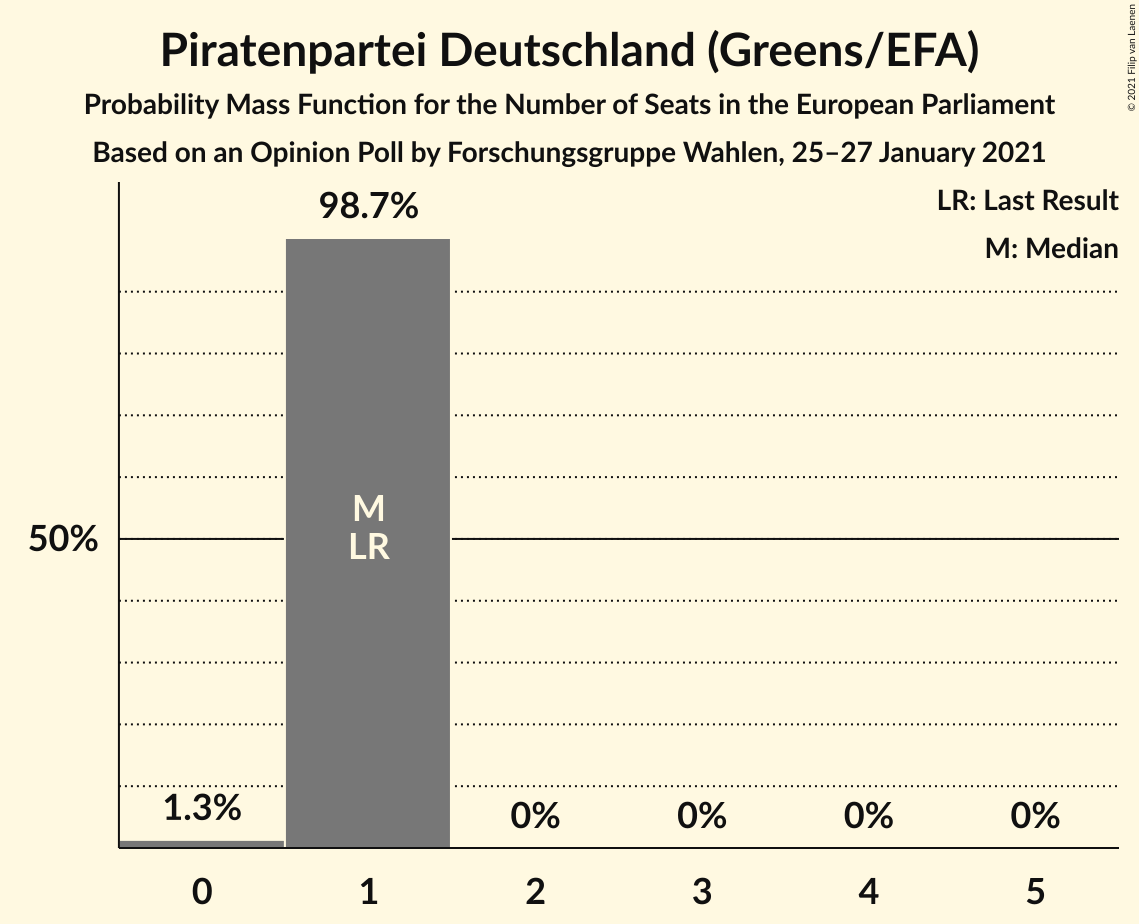 Piratenpartei Deutschland (Greens/EFA)
Probability Mass Function for the Number of Seats in the European Parliament
Based on an Opinion Poll by Forschungsgruppe Wahlen, 25–27 January 2021
© 2021 Filip van Laenen
LR: Last Result
M: Median
98.7%
M
LR
50%
1.3%
0%
0%
0%
0%
0 1 2 3 4 5